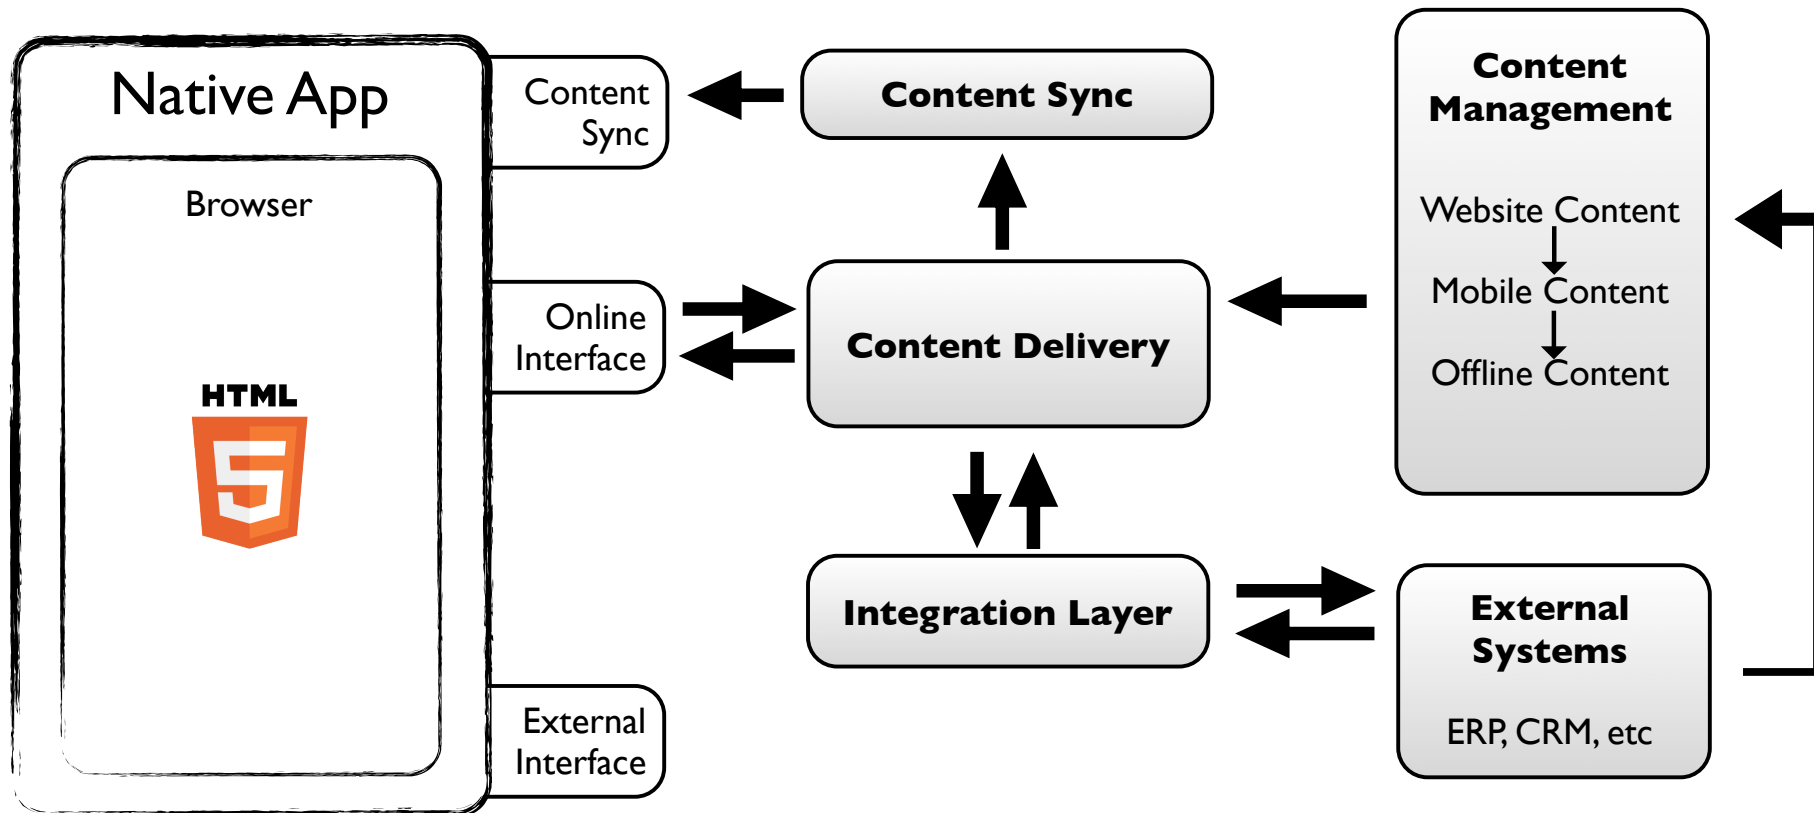 Native App
Browser
HTML
5
Content
Sync
Online
Interface
External
Interface
Content Sync
Content Delivery
Integration Layer
Content
Management
Website Content
Mobile Content
Offline Content
External
Systems
ERP, CRM, etc